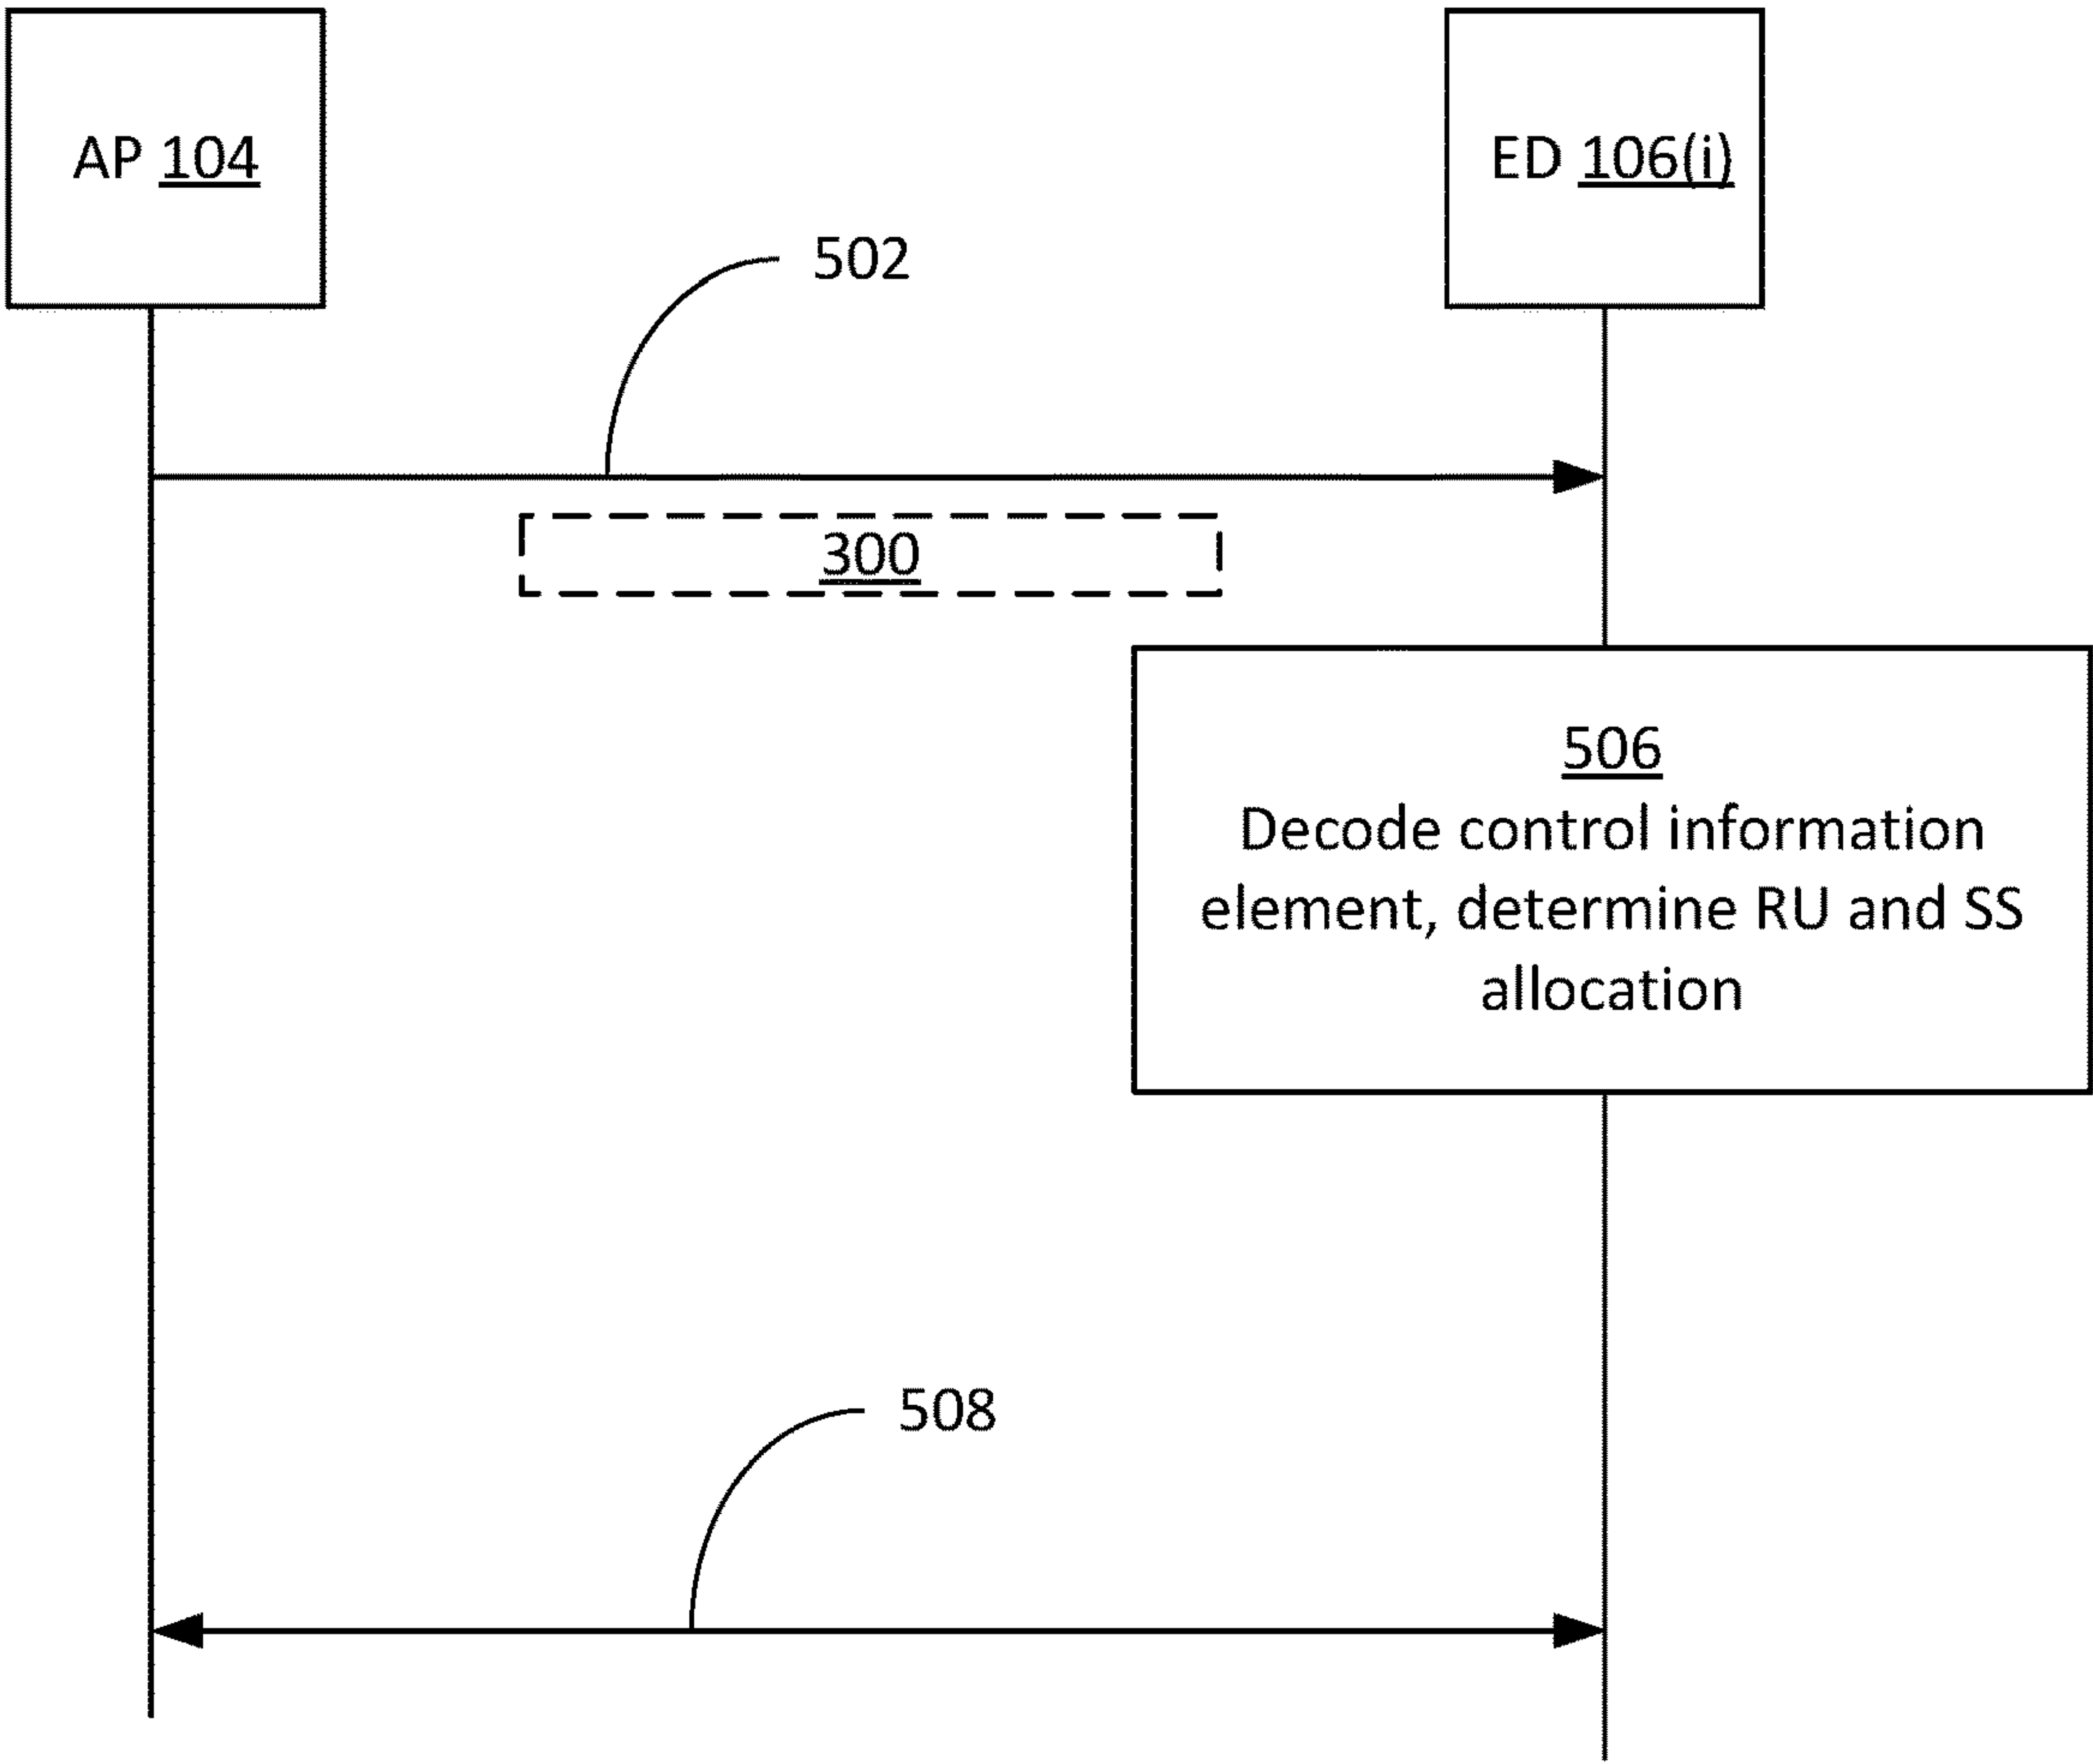 AP 104
ED 106(i)
502
300
506
Decode control information
element, determine RU and SS
allocation
508